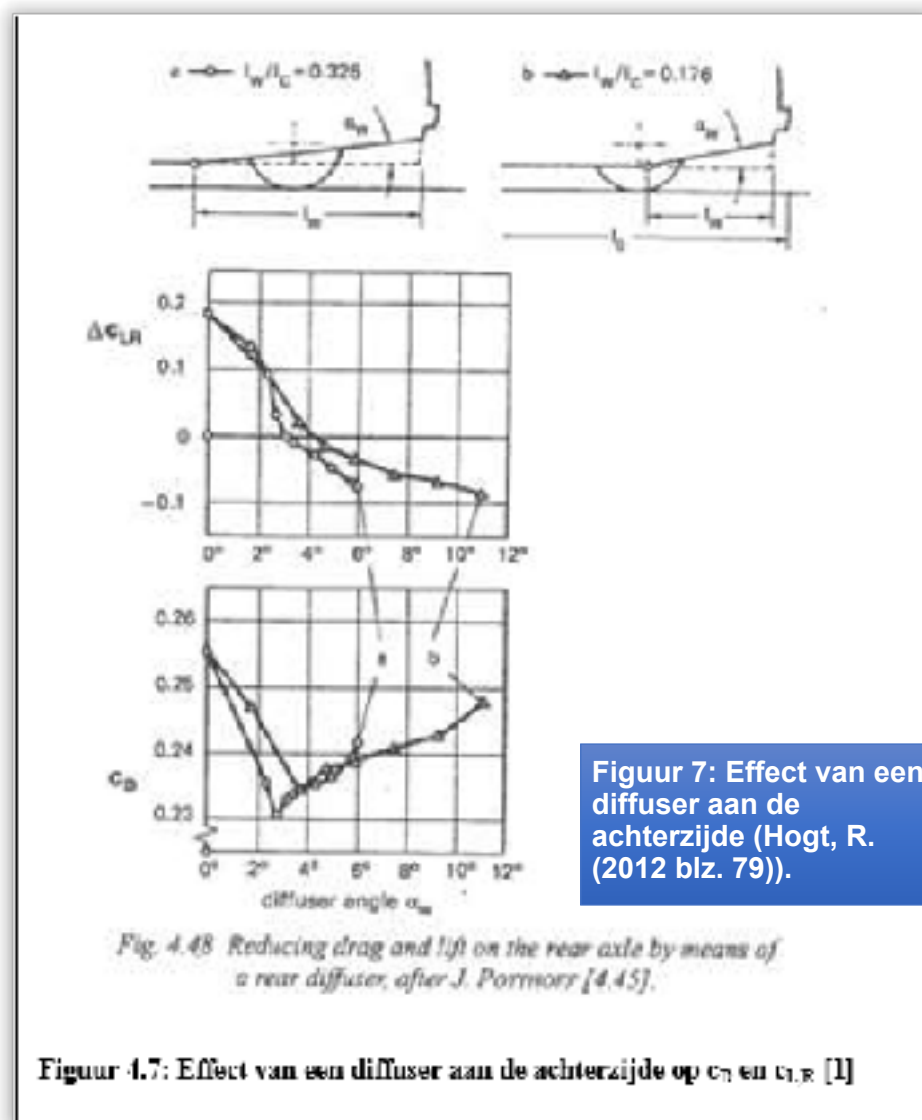 a l_W/l_C = 0.325
b l_W/l_C = 0.176
α_W
α_W
l_W
l_W
l_C
Δc_LR
0.2
0.1
0
-0.1
0° 2° 4° 6° 8° 10° 12°
0.26
0.25
a b
0.24
c_D
0.23
0° 2° 4° 6° 8° 10° 12°
diffuser angle α_W
Figuur 7: Effect van een
diffuser aan de
achterzijde (Hogt, R.
(2012 blz. 79)).
Fig. 4.48 Reducing drag and lift on the rear axle by means of
a rear diffuser, after J. [4.45].
Figuur 4.7: Effect van een diffuser aan de achterzijde op c_D en c_L,R [1]